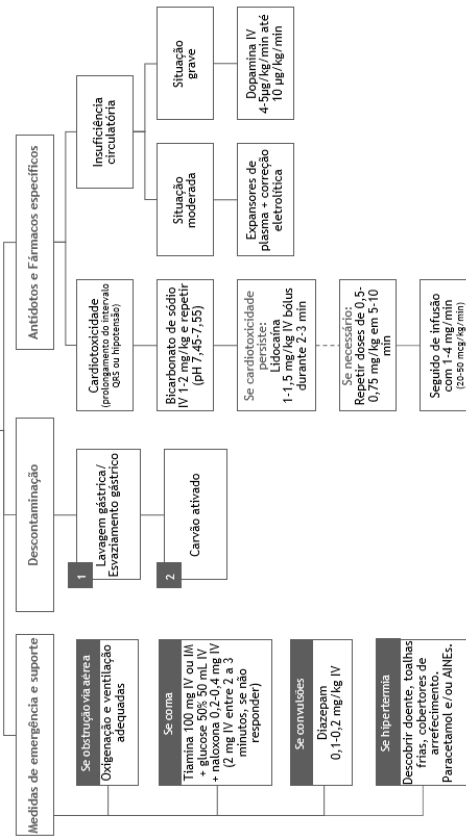 Medidas de emergência e suporte
Se obstrução via aérea
Oxigenação e ventilação
adequadas
Se coma
Tiamina 100 mg IV ou IM
+ glucose 50% 50 mL IV
+ naloxona 0,2-0,4 mg IV
(2 mg IV entre 2 a 3
minutos, se não
responder)
Se convulsões
Diazepam
0,1-0,2 mg/kg IV
Se hipertermia
Descobrir doente, toalhas
frias, cobertores de
arrefecimento.
Paracetamol e/ou AINEs.
Descontaminação
1
Lavagem gástrica/
Esvaziamento gástrico
2
Carvão ativado
Antídotos e Fármacos específicos
Cardiotoxicidade
(prolongamento do intervalo
QRS ou hipotensão)
Bicarbonato de sódio
IV 1-2 mg/kg e repetir
(pH 7,45-7,55)
Se cardiotoxicidade
persiste:
Lidocaína
1-1,5 mg/kg IV bólus
durante 2-3 min
Se necessário:
Repetir doses de 0,5-
0,75 mg/kg em 5-10
min
Seguido de infusão
com 1-4 mg/min
(20-50 mcg/kg/min)
Insuficiência
circulatória
Situação
moderada
Expansores de
plasma + correção
eletrolítica
Situação
grave
Dopamina IV
4-5µg/kg/min até
10 µg/kg/min